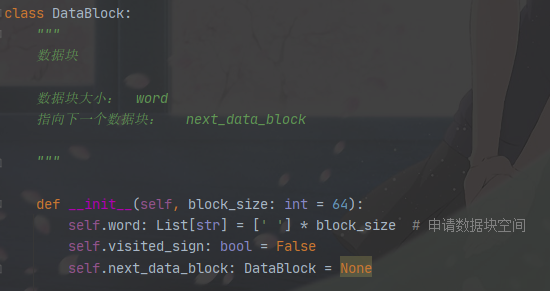 class DataBlock:
    """
    数据块

    数据块大小：  word
    指向下一个数据块：   next_data_block

    """

    def __init__(self, block_size: int = 64):
        self.word: List[str] = [' '] * block_size  # 申请数据块空间
        self.visited_sign: bool = False
        self.next_data_block: DataBlock = None